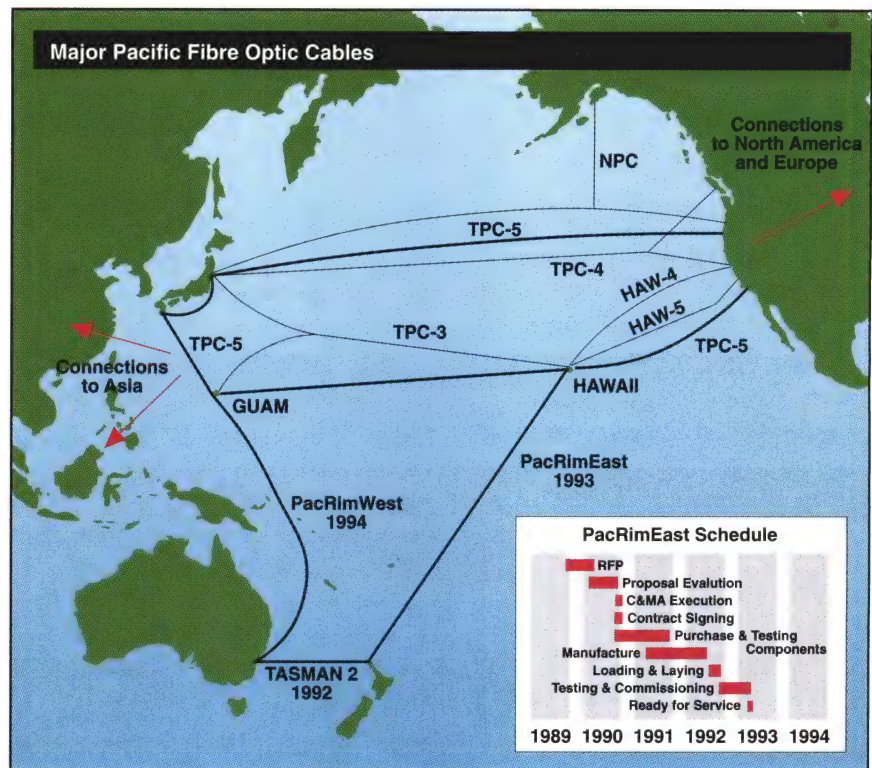 Major Pacific Fibre Optic Cables
Connections
to North America
and Europe
NPC
TPC-5
TPC-4
HAW-4
HAW-5
TPC-5
TPC-3
TPC-5
Connections
to Asia
GUAM
HAWAII
PacRimEast
1993
PacRimWest
1994
TASMAN 2
1992
PacRimEast Schedule
RFP
Proposal Evalution
C&MA Execution
Contract Signing
Purchase & Testing
Components
Manufacture
Loading & Laying
Testing & Commissioning
Ready for Service
1989 1990 1991 1992 1993 1994